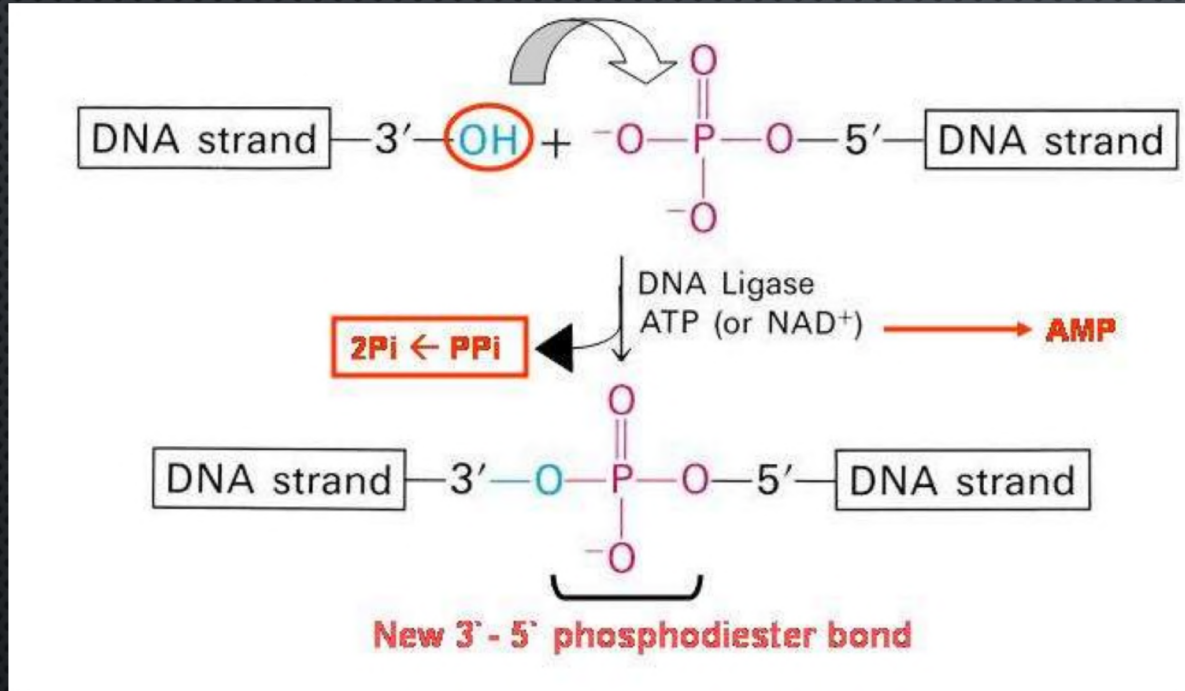 O
DNA strand —3′— OH + ⁻O—P—O—5′— DNA strand
⁻O
DNA Ligase
ATP (or NAD⁺) → AMP
2Pi ← PPi
O
DNA strand —3′—O—P—O—5′— DNA strand
⁻O
New 3` - 5` phosphodiester bond